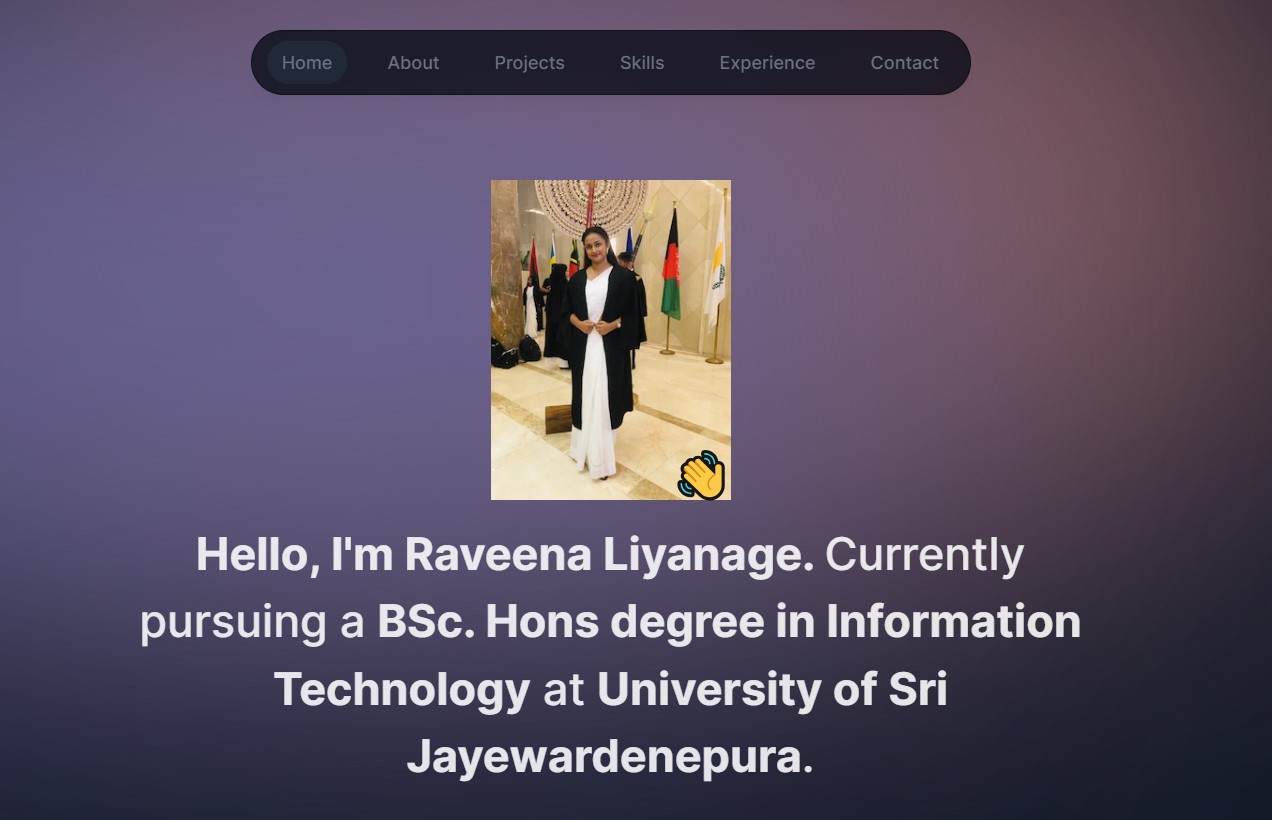 Home About Projects Skills Experience Contact
Hello, I'm Raveena Liyanage. Currently
pursuing a BSc. Hons degree in Information
Technology at University of Sri
Jayewardenepura.